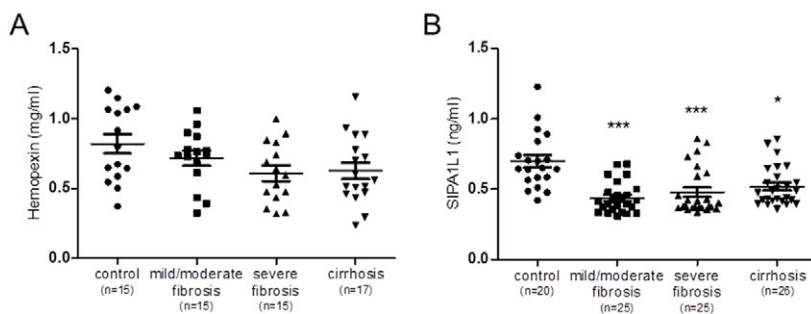 A
Hemopexin (mg/ml)
1.5
1.0
0.5
0.0
control
(n=15)
mild/moderate
fibrosis
(n=15)
severe
fibrosis
(n=15)
cirrhosis
(n=17)
B
SIPA1L1 (ng/ml)
1.5
1.0
0.5
0.0
***
***
*
control
(n=20)
mild/moderate
fibrosis
(n=25)
severe
fibrosis
(n=25)
cirrhosis
(n=26)